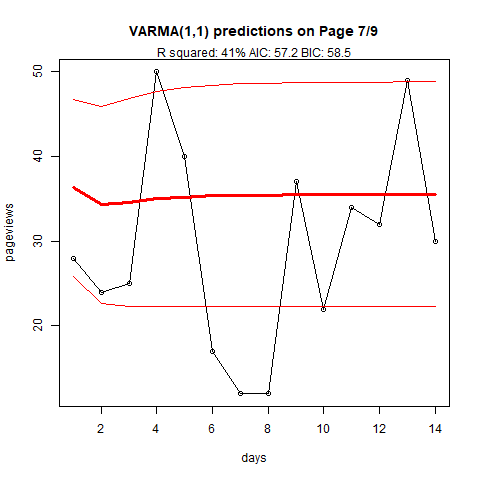 VARMA(1,1) predictions on Page 7/9
R squared: 41% AIC: 57.2 BIC: 58.5
50
40
30
20
pageviews
2 4 6 8 10 12 14
days